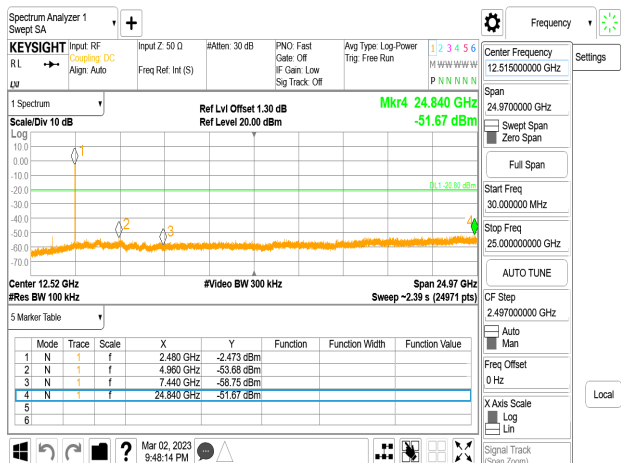 Spectrum Analyzer 1
Swept SA
KEYSIGHT
R L
Input: RF
Coupling: DC
Align: Auto
Input Z: 50 Ω
Freq Ref: Int (S)
#Atten: 30 dB
PNO: Fast
Gate: Off
IF Gain: Low
Sig Track: Off
Avg Type: Log-Power
Trig: Free Run
1 2 3 4 5 6
M W W W W W
P N N N N N
1 Spectrum
Scale/Div 10 dB
Ref Lvl Offset 1.30 dB
Ref Level 20.00 dBm
Mkr4 24.840 GHz
-51.67 dBm
Log
10.0
0.00
-10.0
-20.0
-30.0
-40.0
-50.0
-60.0
-70.0
1
2
3
4
DL1 -20.80 dBm
Center 12.52 GHz
#Res BW 100 kHz
#Video BW 300 kHz
Span 24.97 GHz
Sweep ~2.39 s (24971 pts)
5 Marker Table
Mode Trace Scale X Y Function Function Width Function Value
1 N 1 f 2.480 GHz -2.473 dBm
2 N 1 f 4.960 GHz -53.68 dBm
3 N 1 f 7.440 GHz -58.75 dBm
4 N 1 f 24.840 GHz -51.67 dBm
5
6
?
Mar 02, 2023
9:48:14 PM
Frequency
Settings
Center Frequency
12.515000000 GHz
Span
24.9700000 GHz
Swept Span
Zero Span
Full Span
Start Freq
30.000000 MHz
Stop Freq
25.000000000 GHz
AUTO TUNE
CF Step
2.497000000 GHz
Auto
Man
Freq Offset
0 Hz
X Axis Scale
Log
Lin
Signal Track
(Span Zoom)
Local